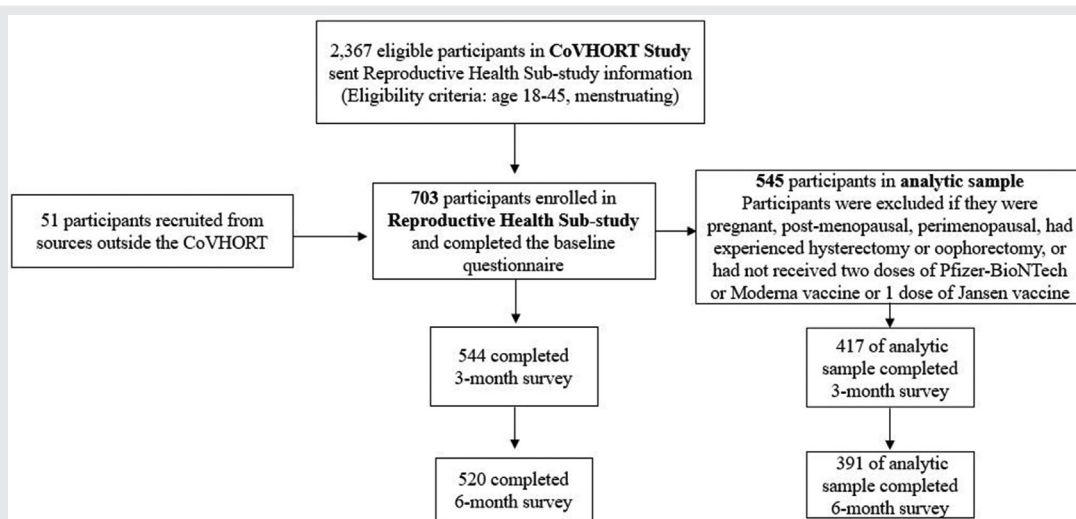 2,367 eligible participants in CoVHORT Study
sent Reproductive Health Sub-study information
(Eligibility criteria: age 18-45, menstruating)
51 participants recruited from
sources outside the CoVHORT
703 participants enrolled in
Reproductive Health Sub-study
and completed the baseline
questionnaire
545 participants in analytic sample
Participants were excluded if they were
pregnant, post-menopausal, perimenopausal, had
experienced hysterectomy or oophorectomy, or
had not received two doses of Pfizer-BioNTech
or Moderna vaccine or 1 dose of Jansen vaccine
544 completed
3-month survey
417 of analytic
sample completed
3-month survey
520 completed
6-month survey
391 of analytic
sample completed
6-month survey